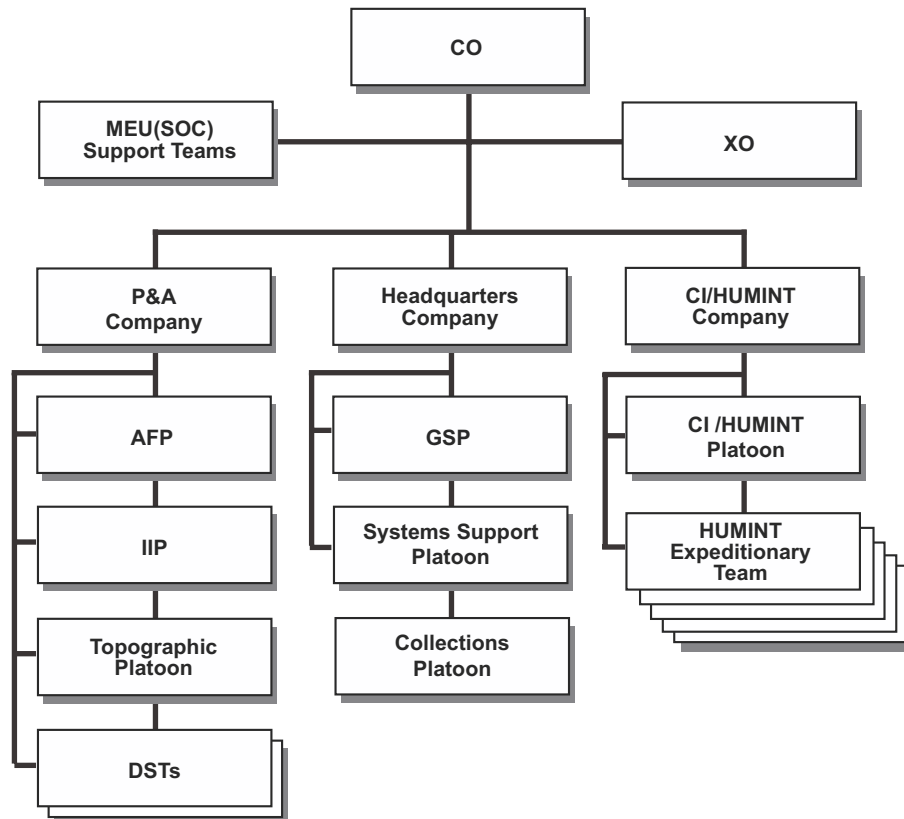 CO
MEU(SOC)
Support Teams
XO
P&A
Company
Headquarters
Company
CI/HUMINT
Company
AFP
GSP
CI /HUMINT
Platoon
IIP
Systems Support
Platoon
HUMINT
Expeditionary
Team
Topographic
Platoon
Collections
Platoon
DSTs